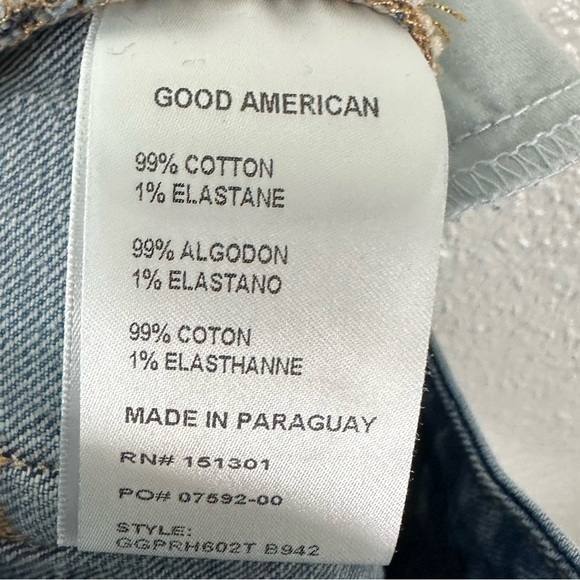 GOOD AMERICAN
99% COTTON
1% ELASTANE
99% ALGODON
1% ELASTANO
99% COTON
1% ELASTHANNE
MADE IN PARAGUAY
RN# 151301
PO# 07592-00
STYLE:
GGPRH602T B942